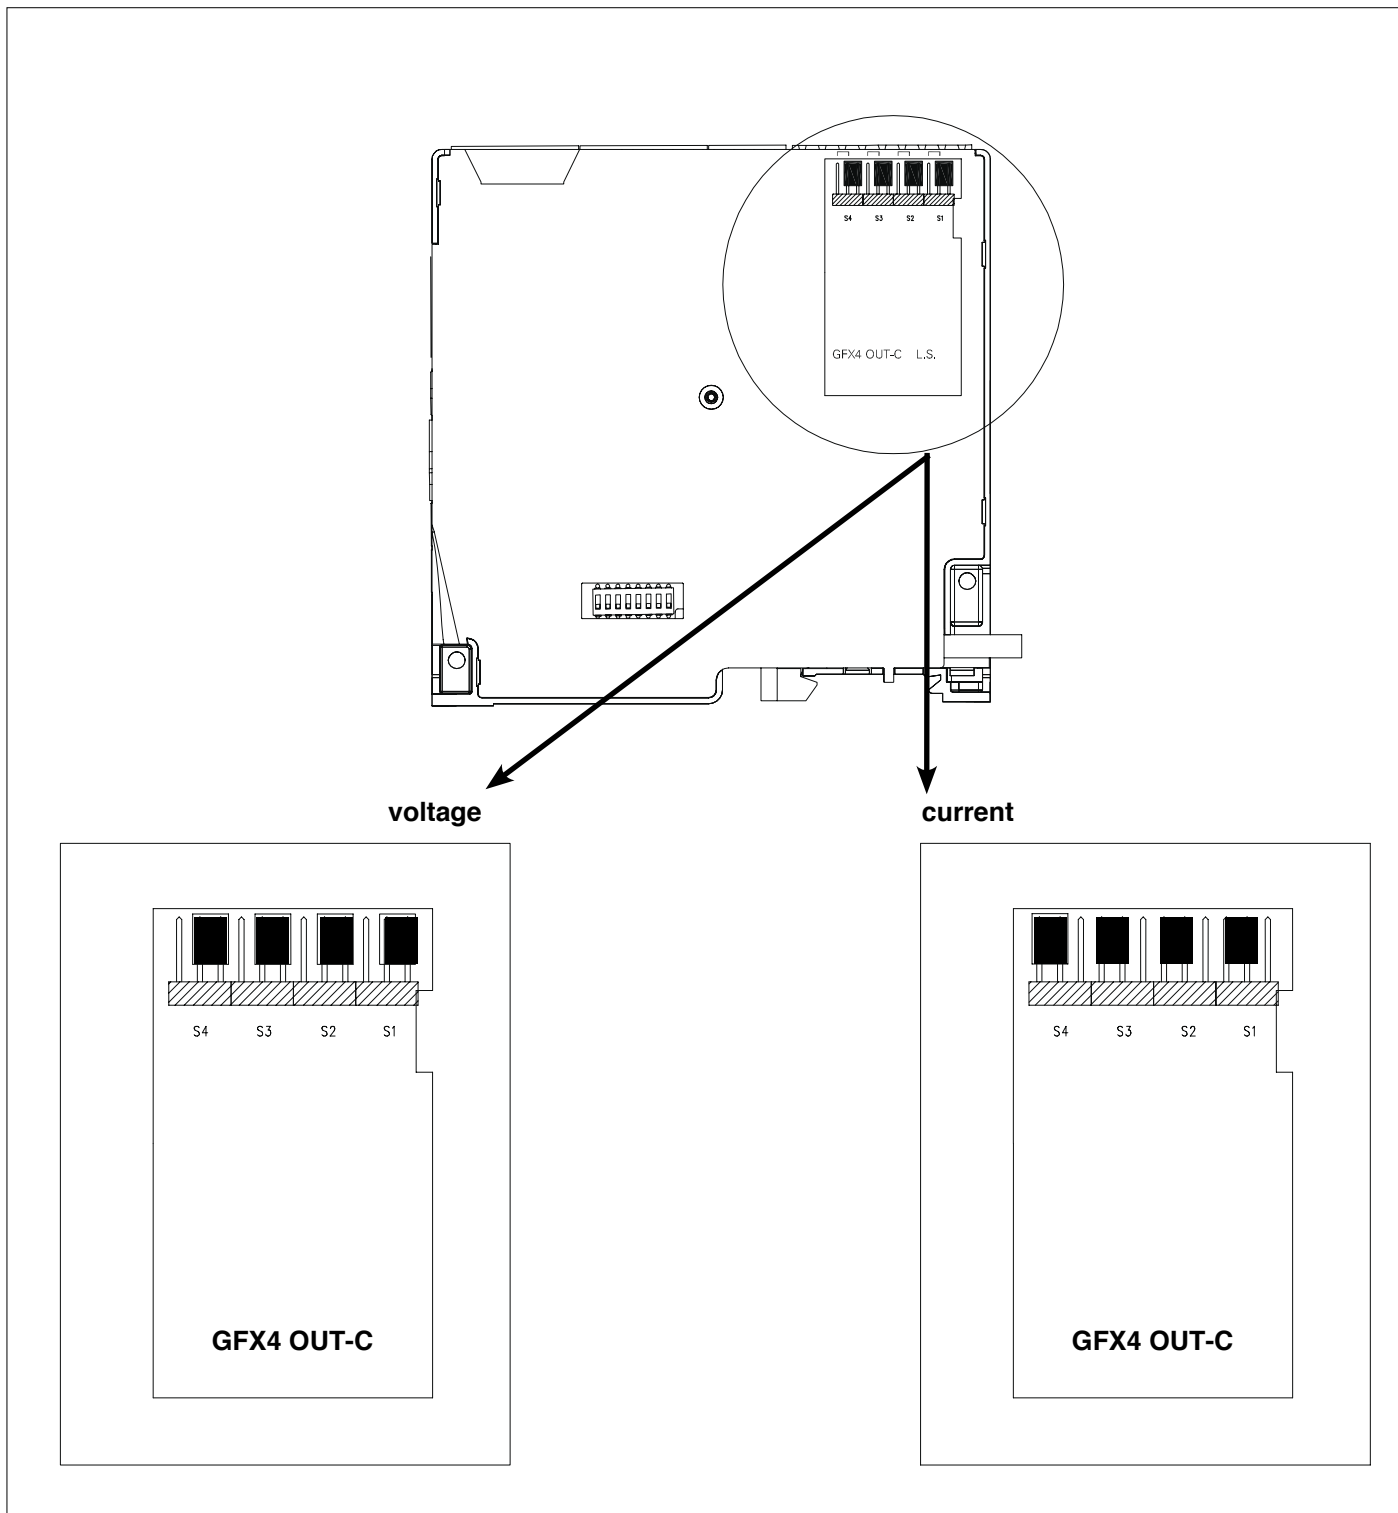 S4 S3 S2 S1
GFX4 OUT-C L.S.
voltage
current
S4 S3 S2 S1
GFX4 OUT-C
S4 S3 S2 S1
GFX4 OUT-C